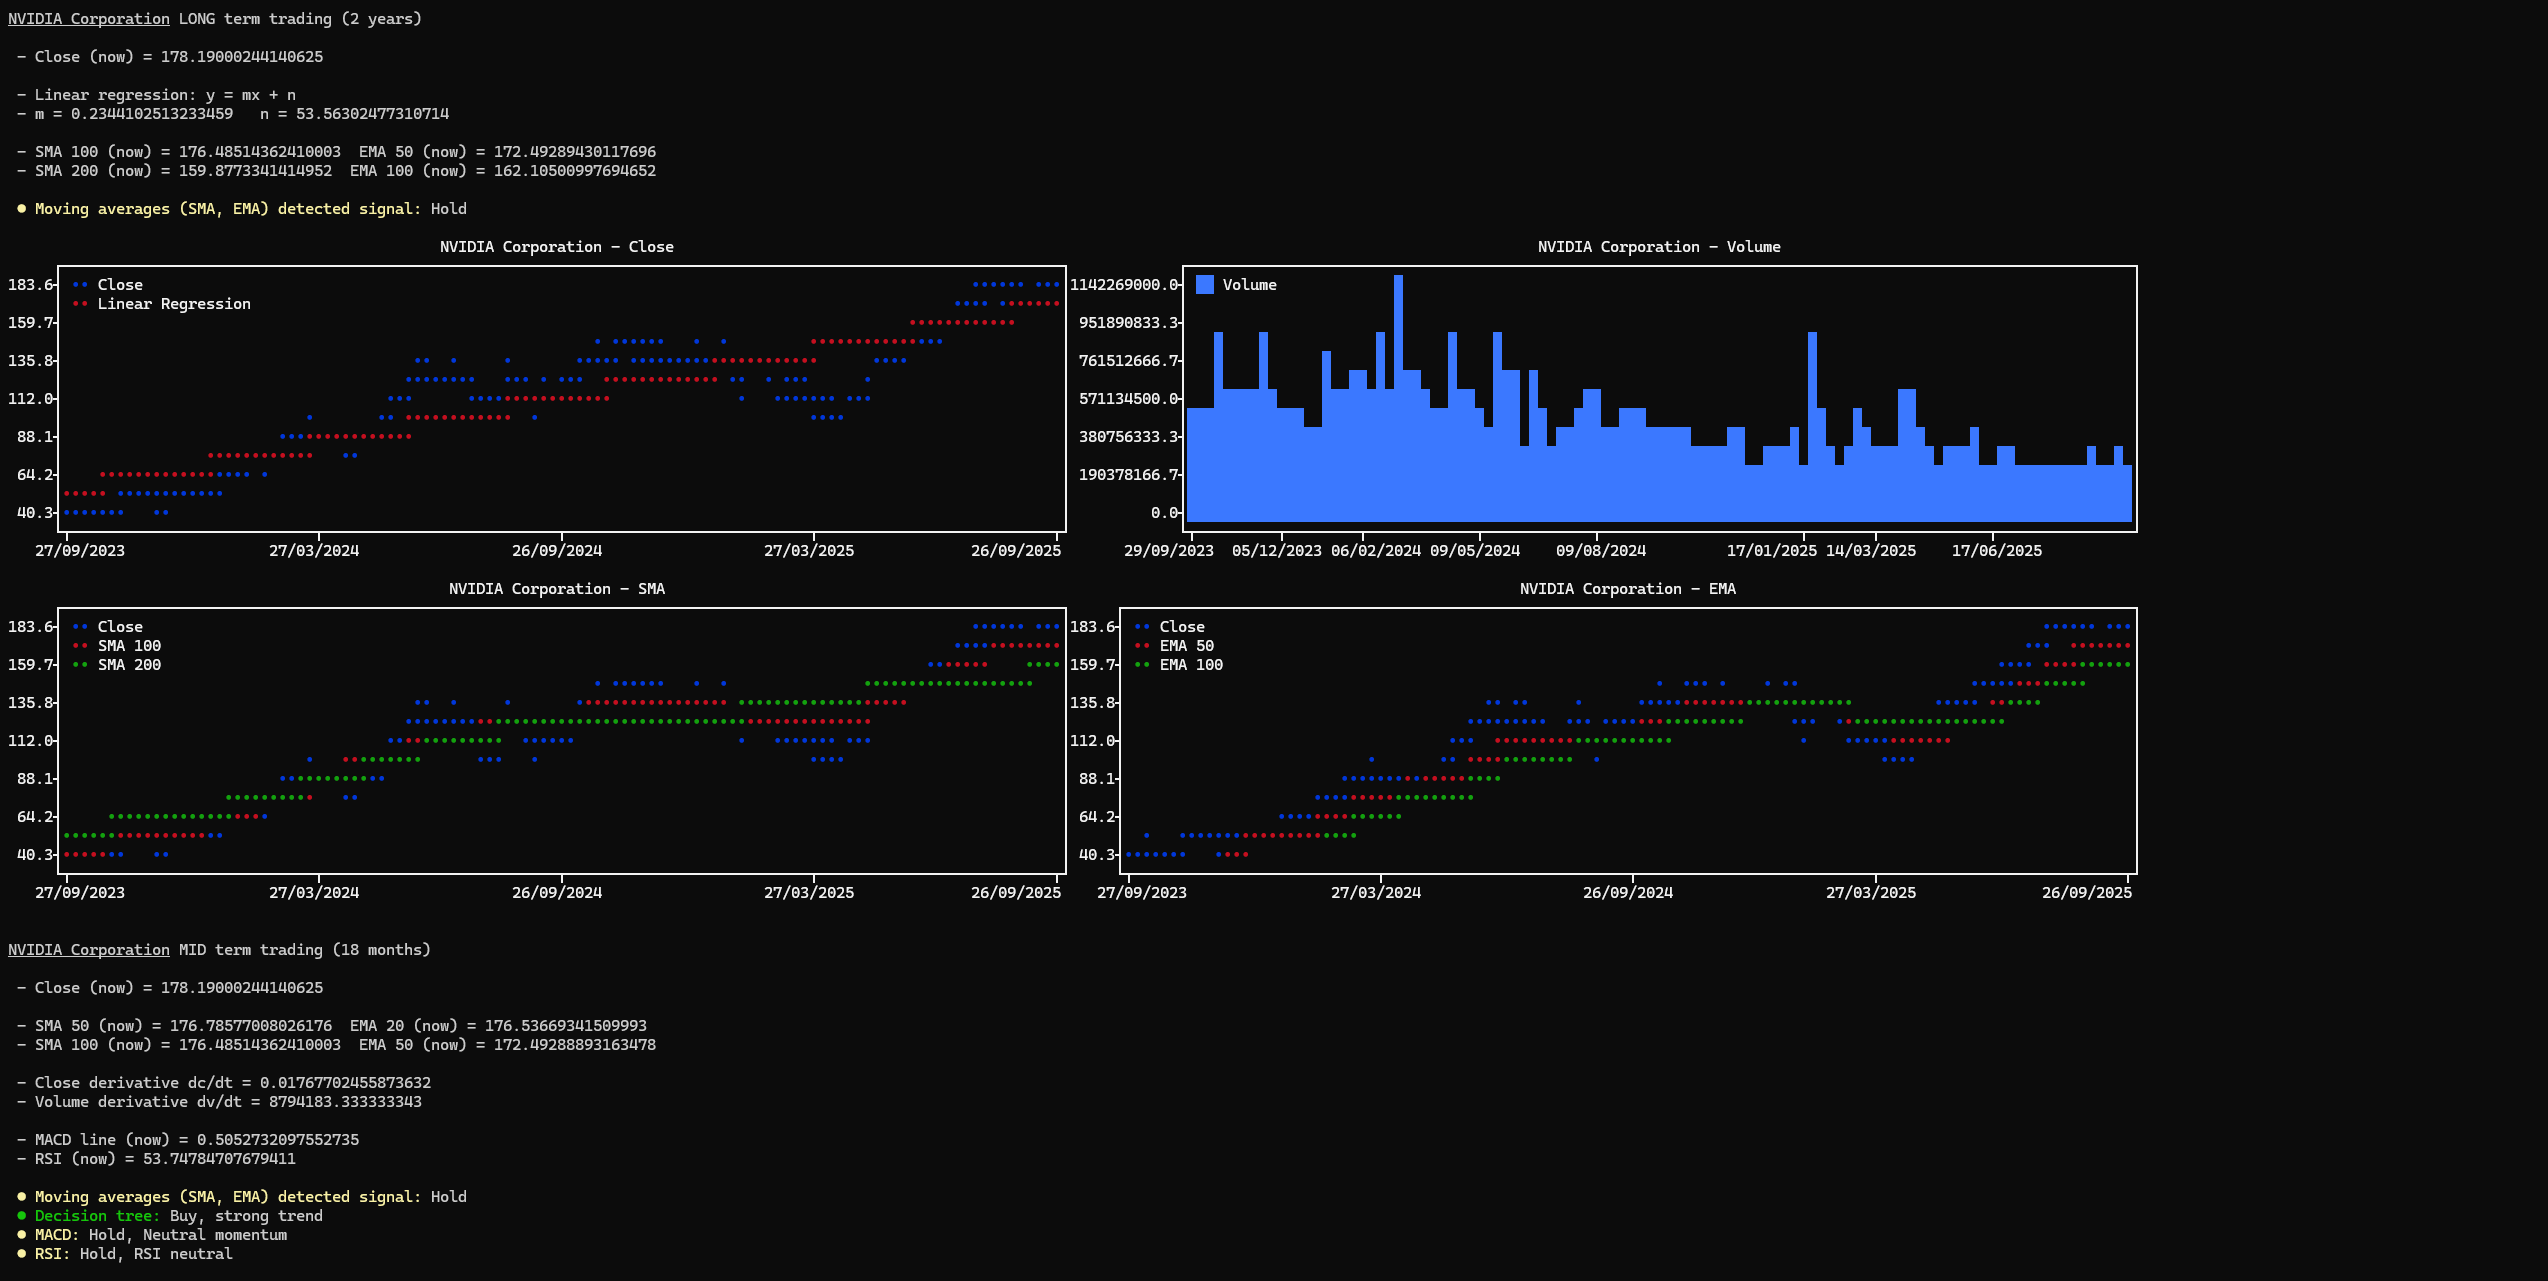 NVIDIA Corporation LONG term trading (2 years)
– Close (now) = 178.19000244140625
– Linear regression: y = mx + n
– m = 0.2344102513233459   n = 53.56302477310714
– SMA 100 (now) = 176.48514362410003  EMA 50 (now) = 172.49289430117696
– SMA 200 (now) = 159.8773341414952  EMA 100 (now) = 162.10500997694652
● Moving averages (SMA, EMA) detected signal: Hold
NVIDIA Corporation – Close
183.6
159.7
135.8
112.0
88.1
64.2
40.3
Close
Linear Regression
27/09/2023 27/03/2024 26/09/2024 27/03/2025 26/09/2025
NVIDIA Corporation – Volume
1142269000.0
951890833.3
761512666.7
571134500.0
380756333.3
190378166.7
0.0
Volume
29/09/2023 05/12/2023 06/02/2024 09/05/2024 09/08/2024 17/01/2025 14/03/2025 17/06/2025
NVIDIA Corporation – SMA
183.6
159.7
135.8
112.0
88.1
64.2
40.3
Close
SMA 100
SMA 200
27/09/2023 27/03/2024 26/09/2024 27/03/2025 26/09/2025
NVIDIA Corporation – EMA
183.6
159.7
135.8
112.0
88.1
64.2
40.3
Close
EMA 50
EMA 100
27/09/2023 27/03/2024 26/09/2024 27/03/2025 26/09/2025
NVIDIA Corporation MID term trading (18 months)
– Close (now) = 178.19000244140625
– SMA 50 (now) = 176.78577008026176  EMA 20 (now) = 176.53669341509993
– SMA 100 (now) = 176.48514362410003  EMA 50 (now) = 172.49288893163478
– Close derivative dc/dt = 0.01767702455873632
– Volume derivative dv/dt = 8794183.333333343
– MACD line (now) = 0.5052732097552735
– RSI (now) = 53.74784707679411
● Moving averages (SMA, EMA) detected signal: Hold
● Decision tree: Buy, strong trend
● MACD: Hold, Neutral momentum
● RSI: Hold, RSI neutral